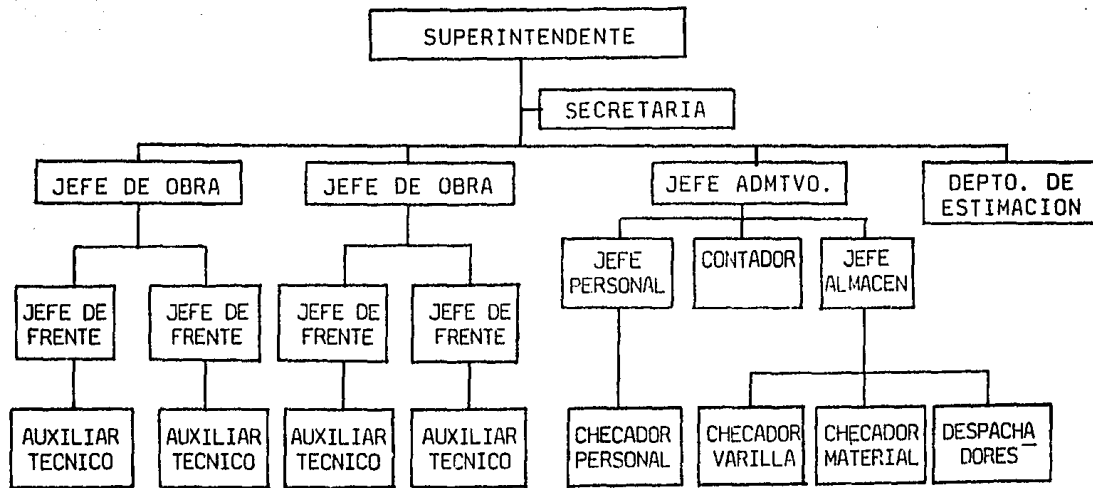 SUPERINTENDENTE
SECRETARIA
JEFE DE OBRA
JEFE DE OBRA
JEFE ADMTVO.
DEPTO. DE
ESTIMACION
JEFE
PERSONAL
CONTADOR
JEFE
ALMACEN
JEFE DE
FRENTE
JEFE DE
FRENTE
JEFE DE
FRENTE
JEFE DE
FRENTE
AUXILIAR
TECNICO
AUXILIAR
TECNICO
AUXILIAR
TECNICO
AUXILIAR
TECNICO
CHECADOR
PERSONAL
CHECADOR
VARILLA
CHECADOR
MATERIAL
DESPACHA
DORES